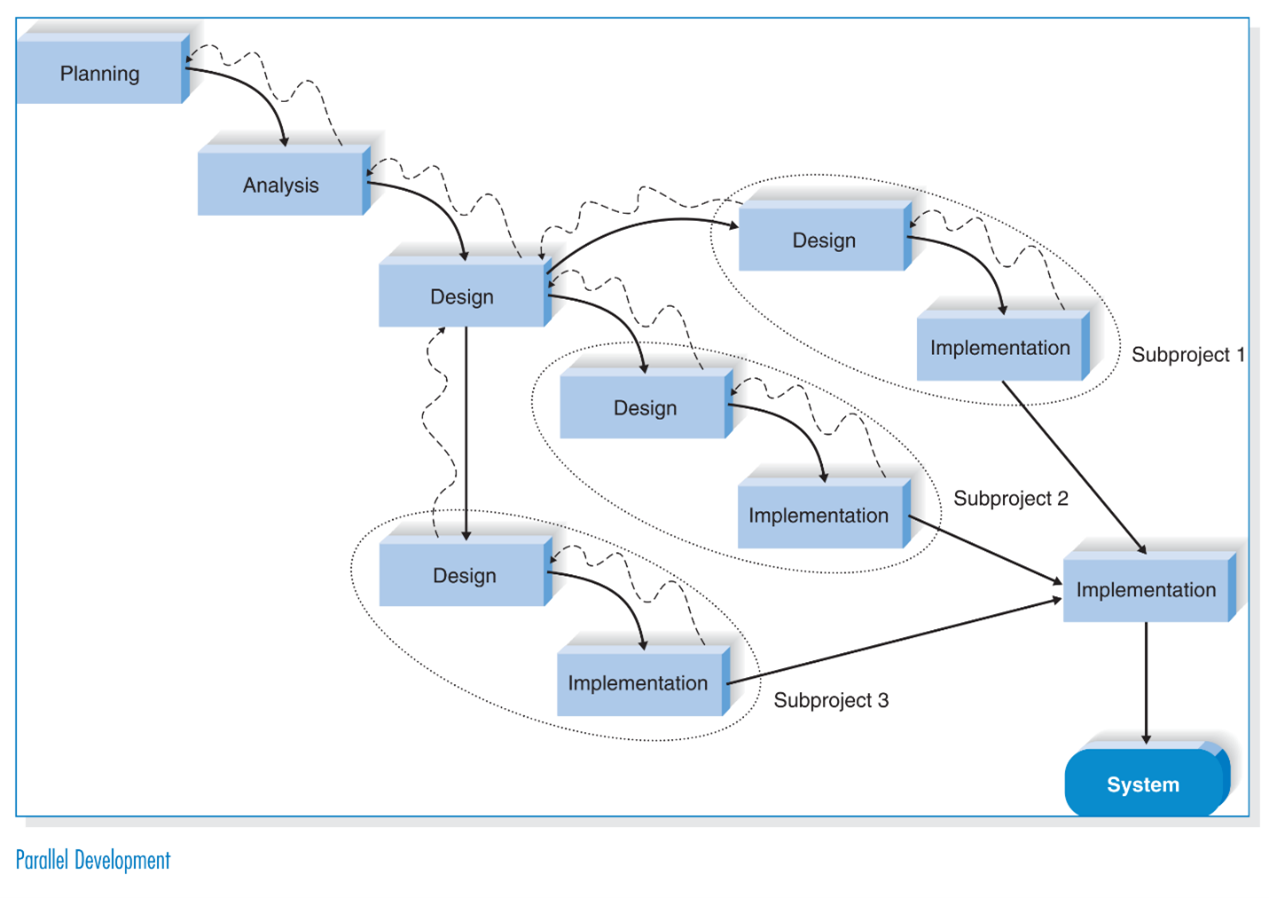 Planning
Analysis
Design
Design
Implementation
Subproject 1
Design
Implementation
Subproject 2
Design
Implementation
Subproject 3
Implementation
System
Parallel Development